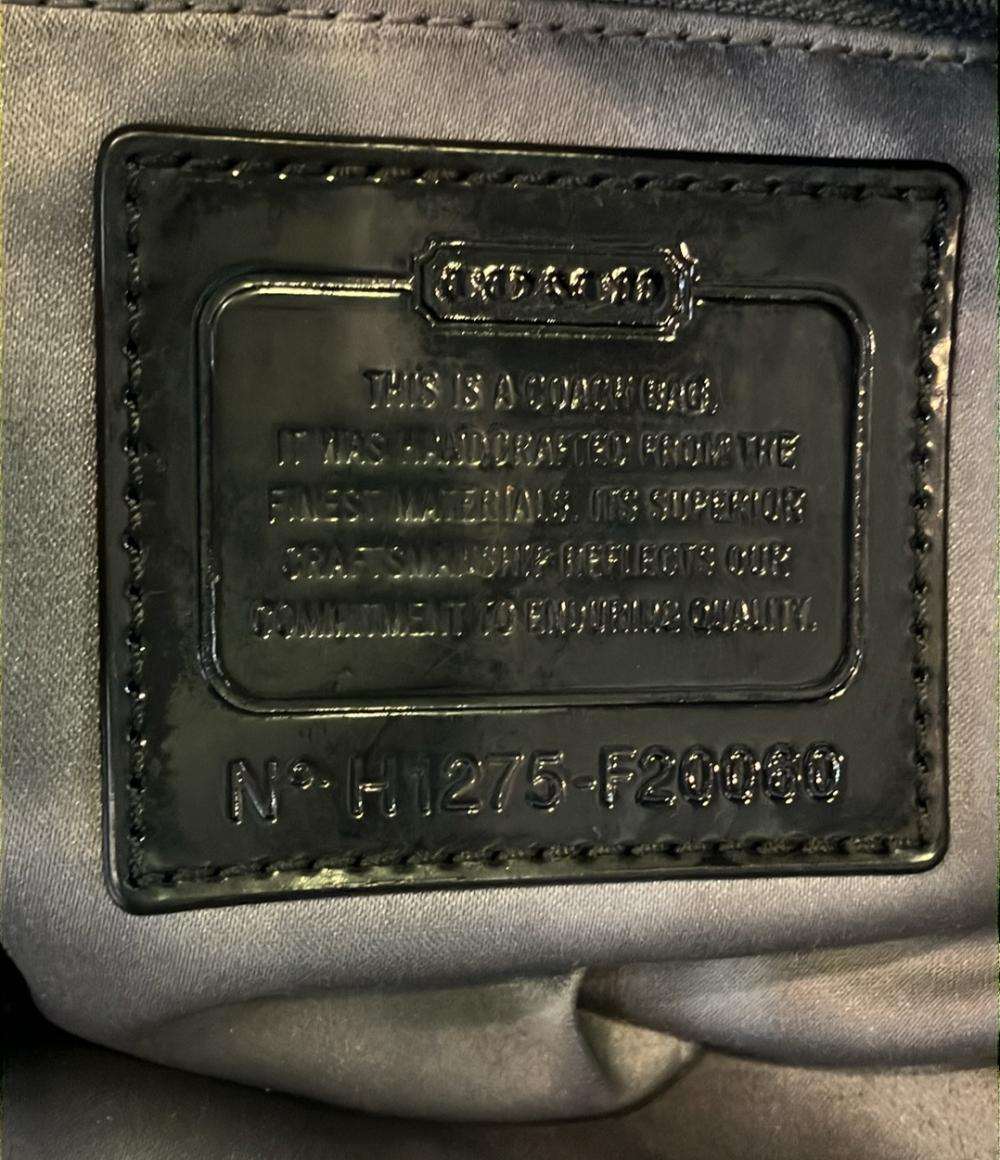 THIS IS A COACH BAG.
IT WAS HANDCRAFTED FROM THE
FINEST MATERIALS. ITS SUPERIOR
CRAFTSMANSHIP REFLECTS OUR
COMMITMENT TO ENDURING QUALITY.
Nº- H1275-F20060